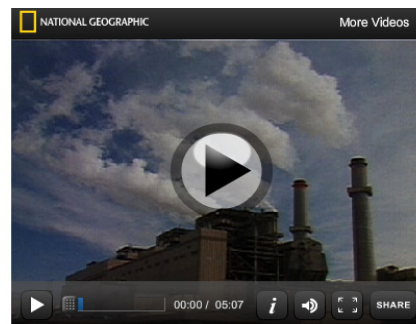 NATIONAL GEOGRAPHIC
More Videos
00:00 / 05:07
i
SHARE